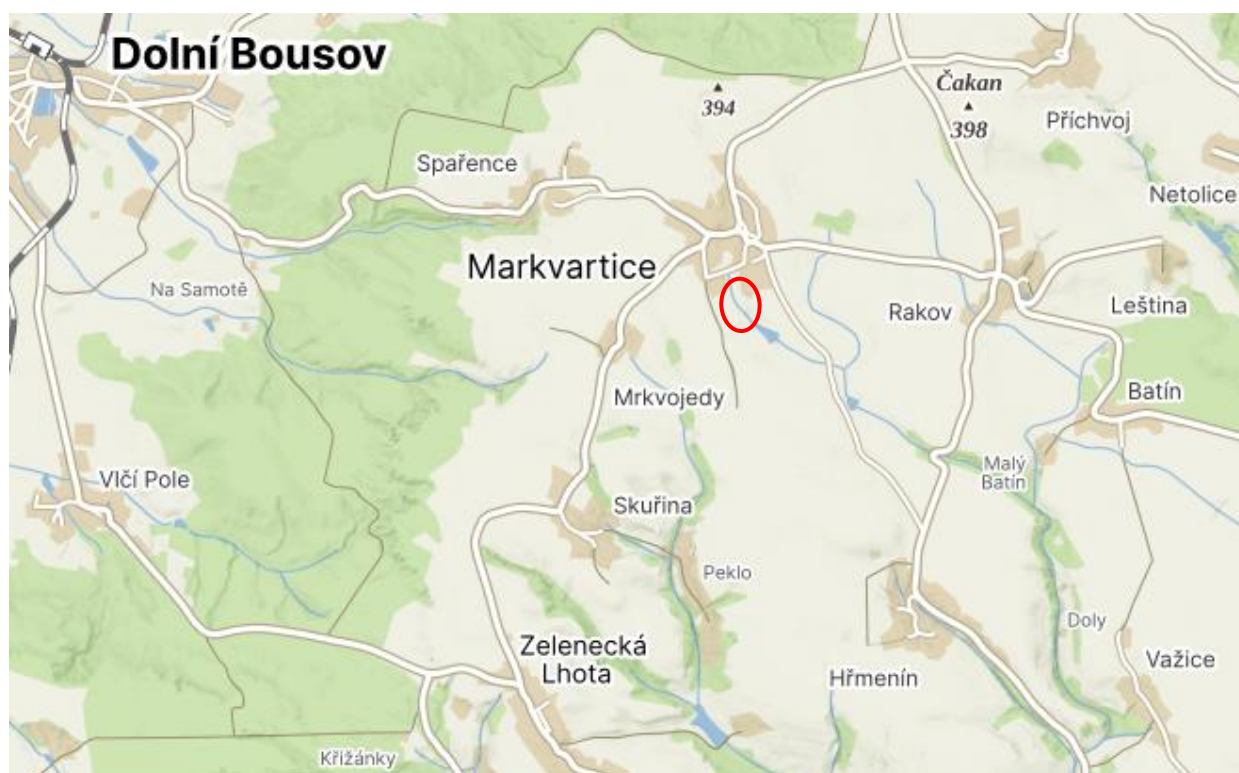 Dolní Bousov
394
Čakan
398
Příchvoj
Spařence
Netolice
Markvartice
Na Samotě
Rakov
Leština
Mrkvojedy
Batín
Malý
Batín
Vlčí Pole
Skuřina
Peklo
Doly
Zelenecká
Lhota
Važice
Hřmenín
Křižánky